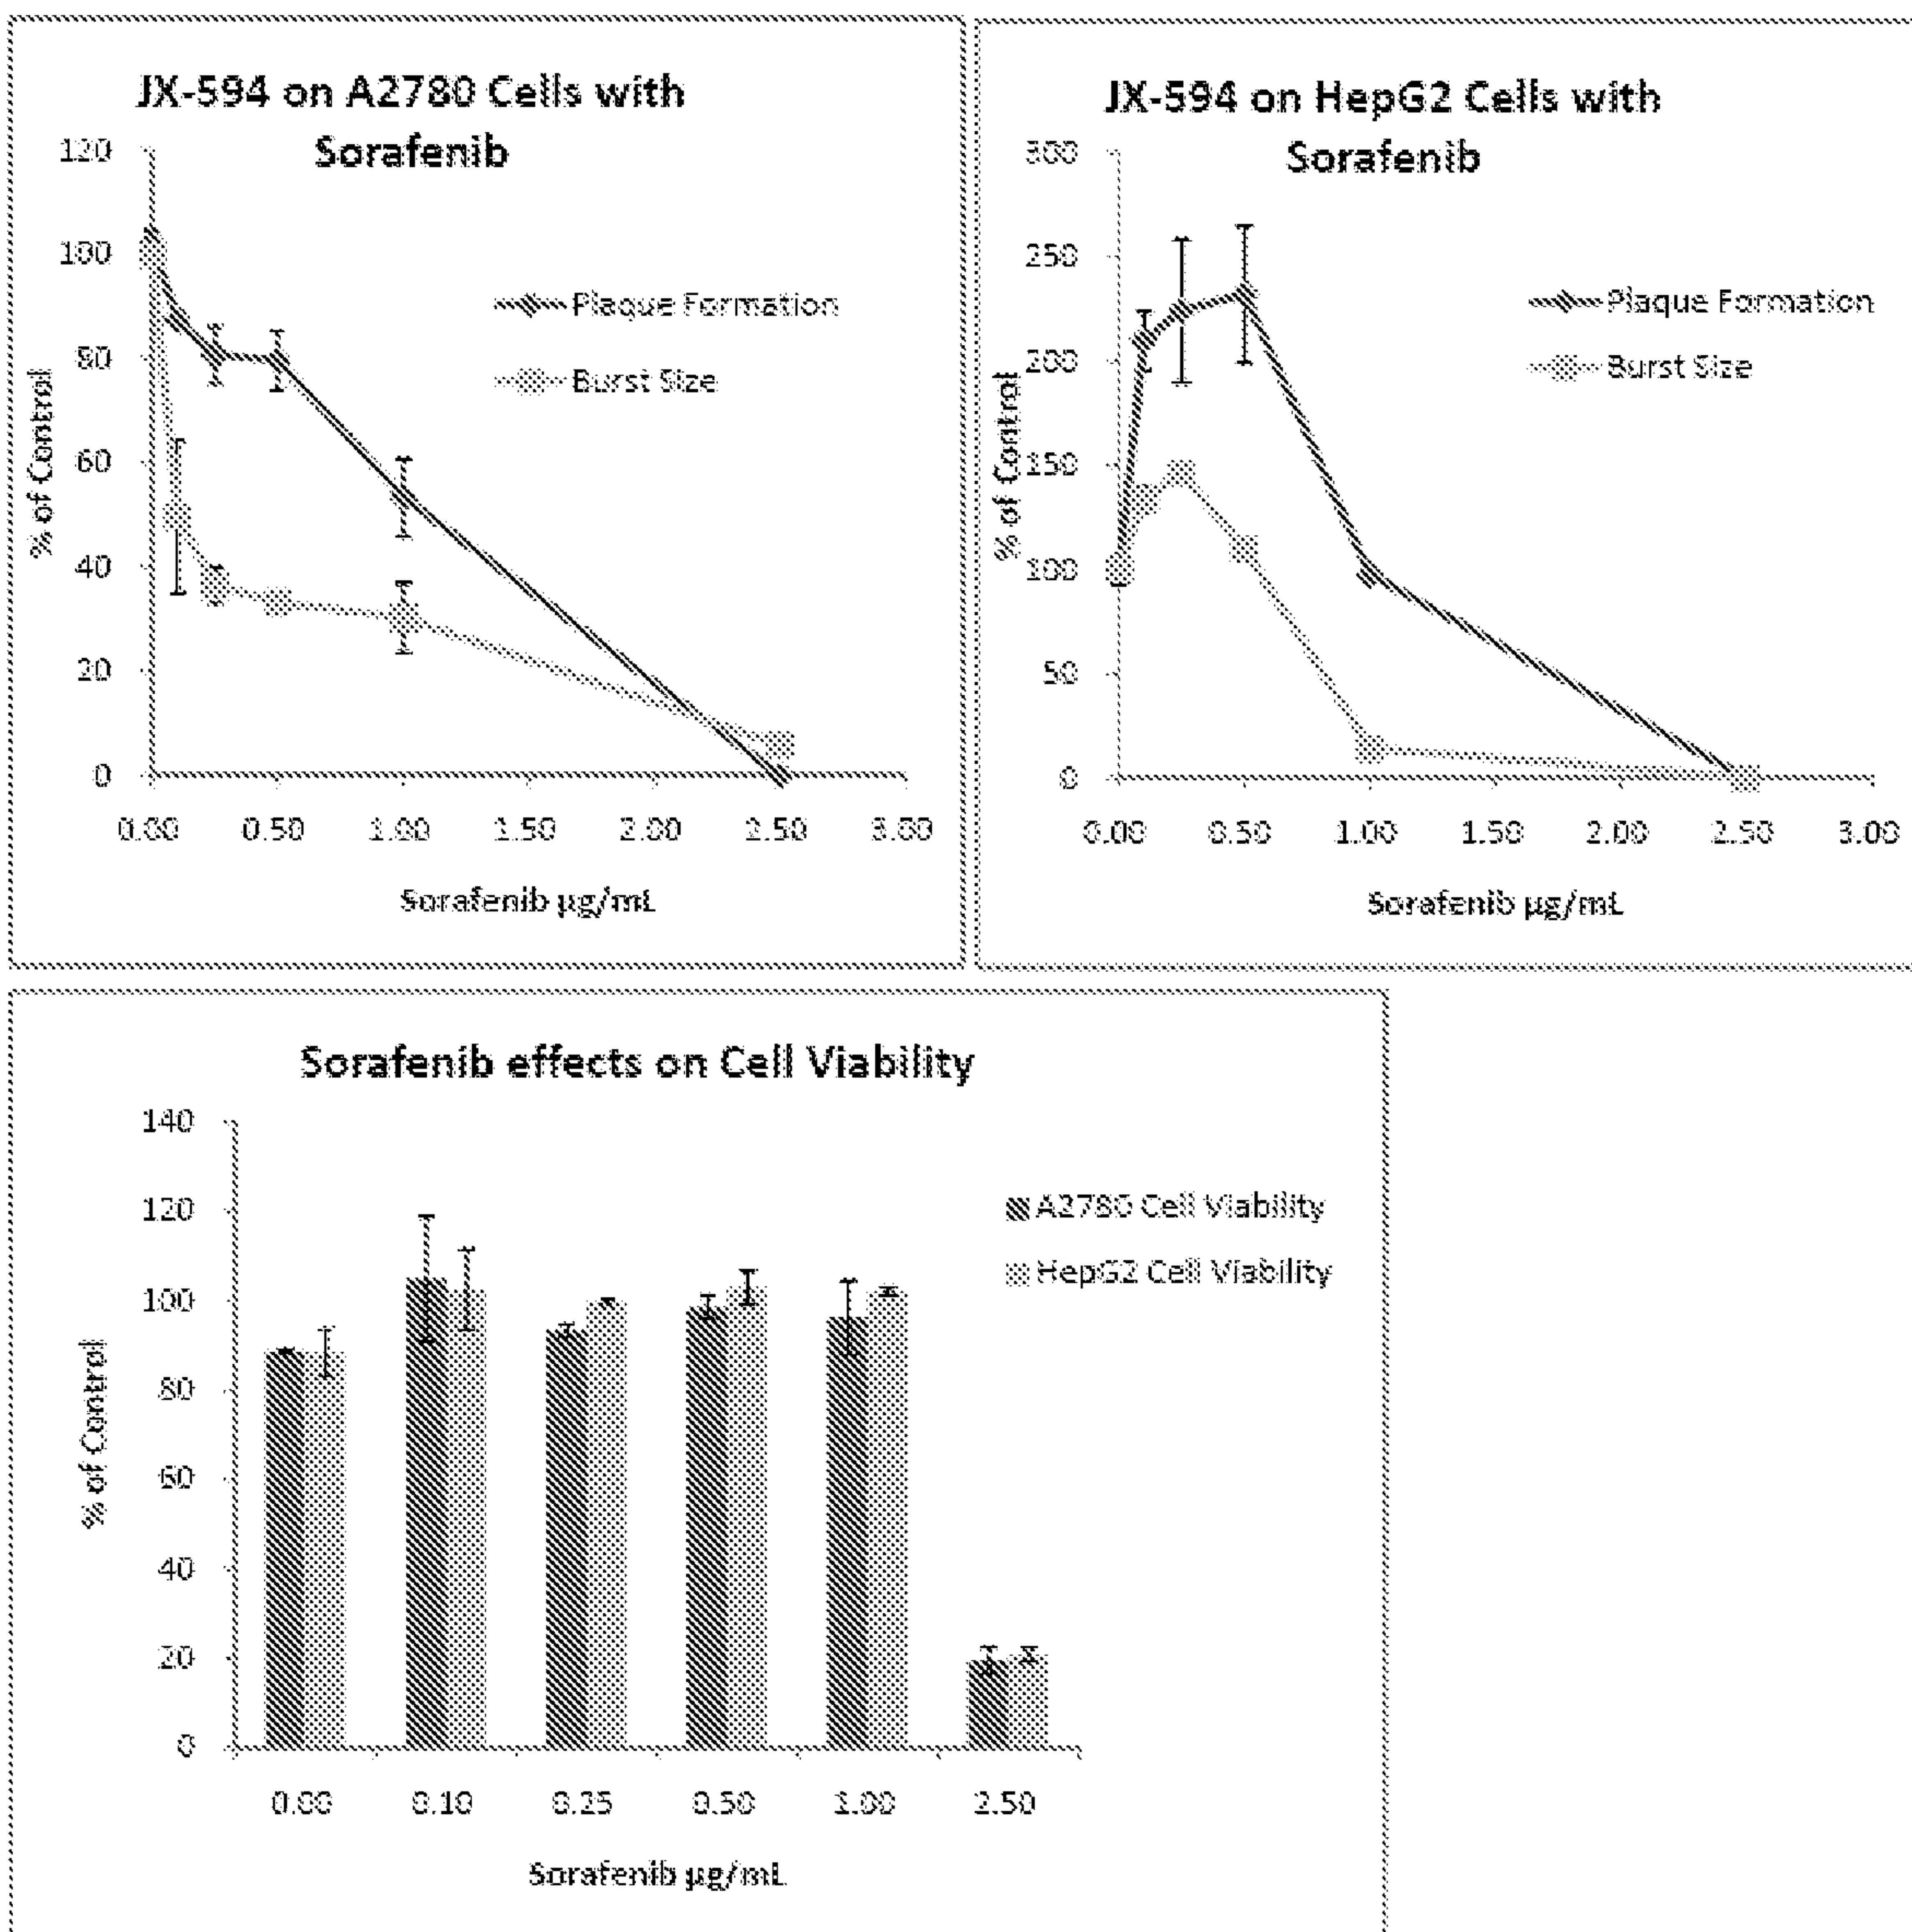 JX-594 on A2780 Cells with
Sorafenib
120
100
80
60
40
20
0
% of Control
Plaque Formation
Burst Size
0.00 0.50 1.00 1.50 2.00 2.50 3.00
Sorafenib µg/mL
JX-594 on HepG2 Cells with
Sorafenib
300
250
200
150
100
50
0
% of Control
Plaque Formation
Burst Size
0.00 0.50 1.00 1.50 2.00 2.50 3.00
Sorafenib µg/mL
Sorafenib effects on Cell Viability
140
120
100
80
60
40
20
0
% of Control
A2780 Cell Viability
HepG2 Cell Viability
0.00 0.10 0.25 0.50 1.00 2.50
Sorafenib µg/mL